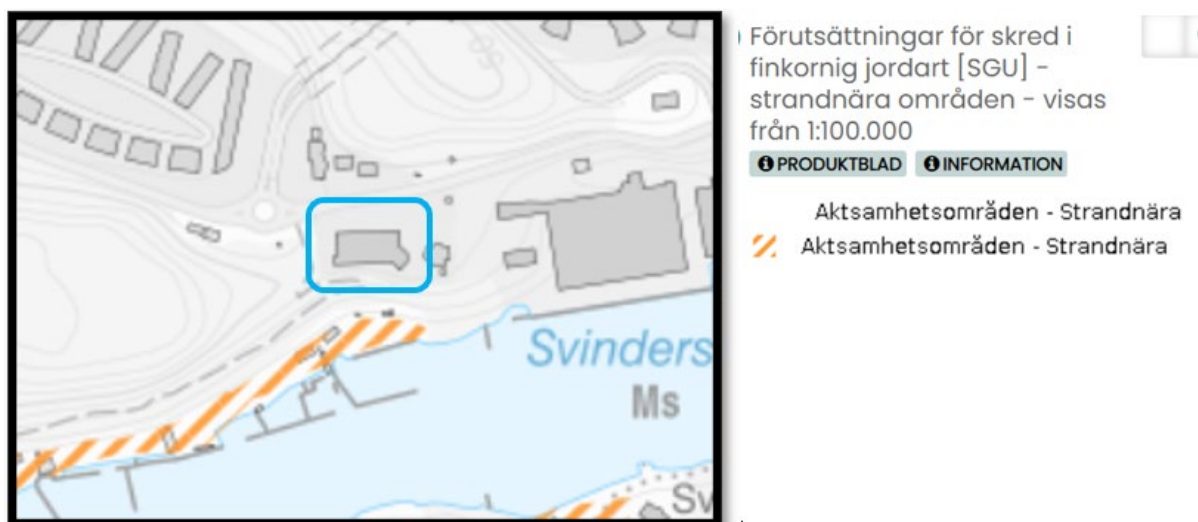 Förutsättningar för skred i
finkornig jordart [SGU] -
strandnära områden - visas
från 1:100.000
PRODUKTBLAD INFORMATION
Aktsamhetsområden - Strandnära
Aktsamhetsområden - Strandnära
Svinders
Ms
Sv